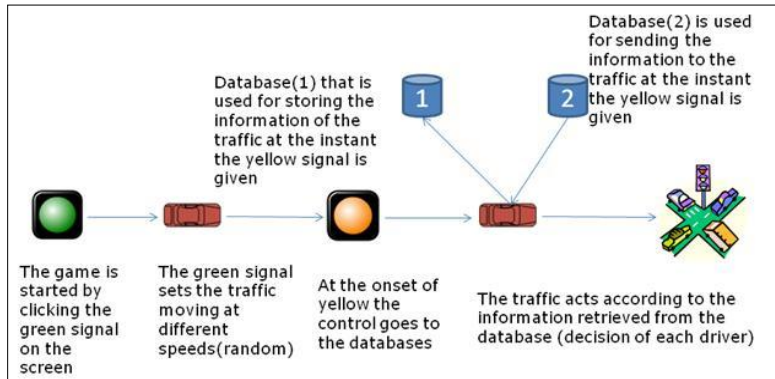 Database(2) is used
for sending the
information to the
traffic at the instant
the yellow signal is
given
Database(1) that is
used for storing the
information of the
traffic at the instant
the yellow signal is
given
1
2
The game is
started by
clicking the
green signal
on the
screen
The green signal
sets the traffic
moving at
different
speeds(random)
At the onset of
yellow the
control goes to
the databases
The traffic acts according to the
information retrieved from the
database (decision of each driver)